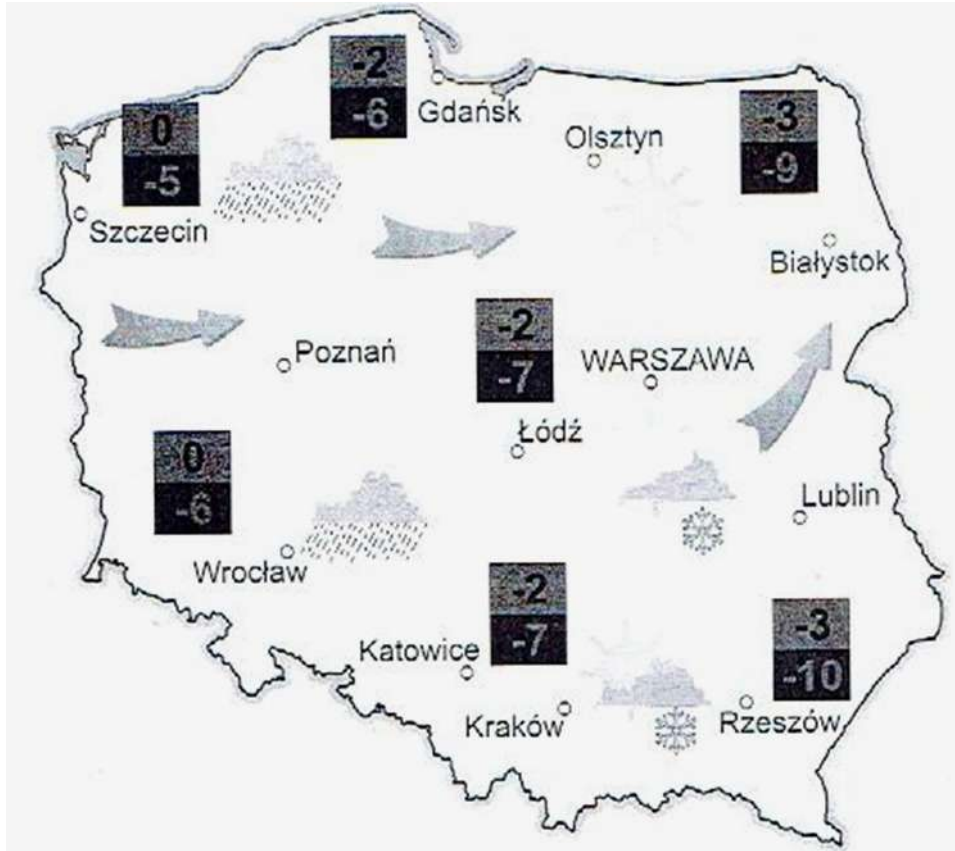 -2
-6
Gdańsk
0
-5
Szczecin
Olsztyn
-3
-9
Białystok
-2
-7
Poznań
WARSZAWA
Łódź
0
-6
Wrocław
Lublin
-2
-7
Katowice
Kraków
-3
-10
Rzeszów